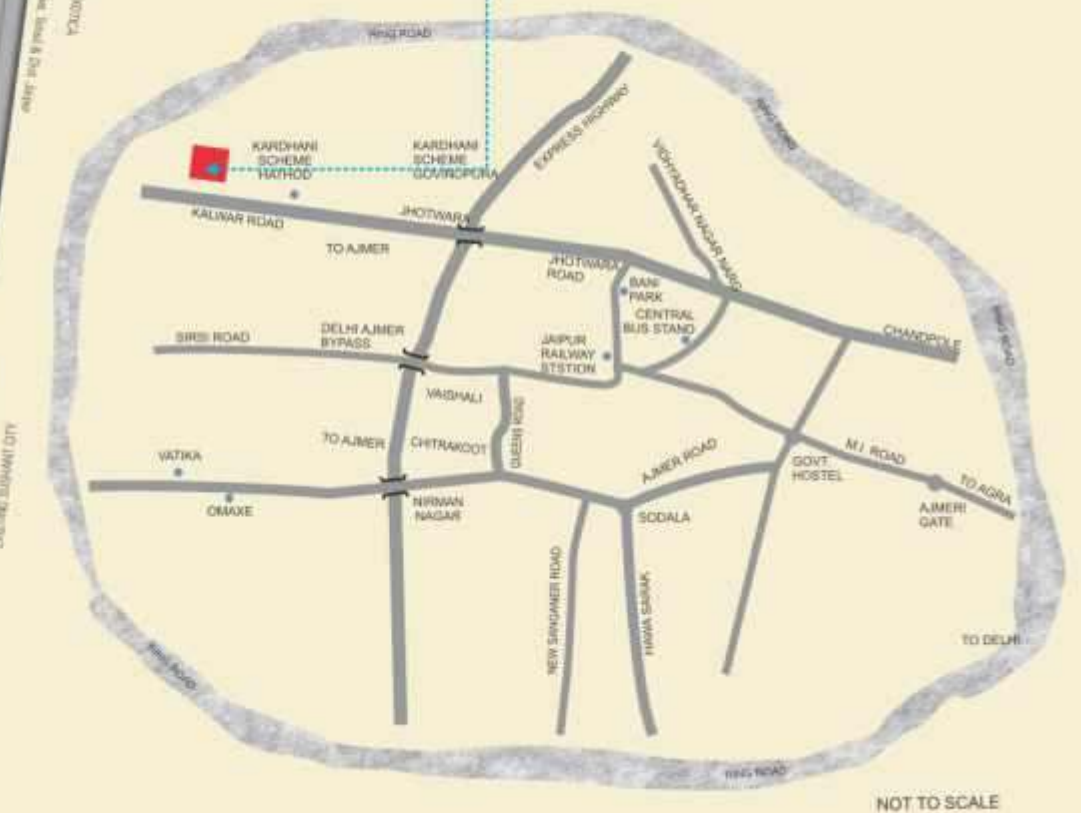 RING ROAD
EXPRESS HIGHWAY
RING ROAD
KARDHANI
SCHEME
HATHOD
KARDHANI
SCHEME
GOVINDPURA
VIDHYADHAR NAGAR NARG
KALWAR ROAD
JHOTWARA
TO AJMER
JHOTWARA
ROAD
BANI
PARK
CENTRAL
BUS STAND
CHANDPOLE
RING ROAD
SIRSI ROAD
DELHI AJMER
BYPASS
JAIPUR
RAILWAY
STSTION
VAISHALI
QUEENS ROAD
TO AJMER
CHITRAKOOT
AJMER ROAD
M.I. ROAD
GOVT.
HOSTEL
TO AGRA
AJMERI
GATE
VATIKA
OMAXE
NIRMAN
NAGAR
SODALA
NEW SANGANER ROAD
HAWA SARAK
TO DELHI
RING ROAD
RING ROAD
NOT TO SCALE